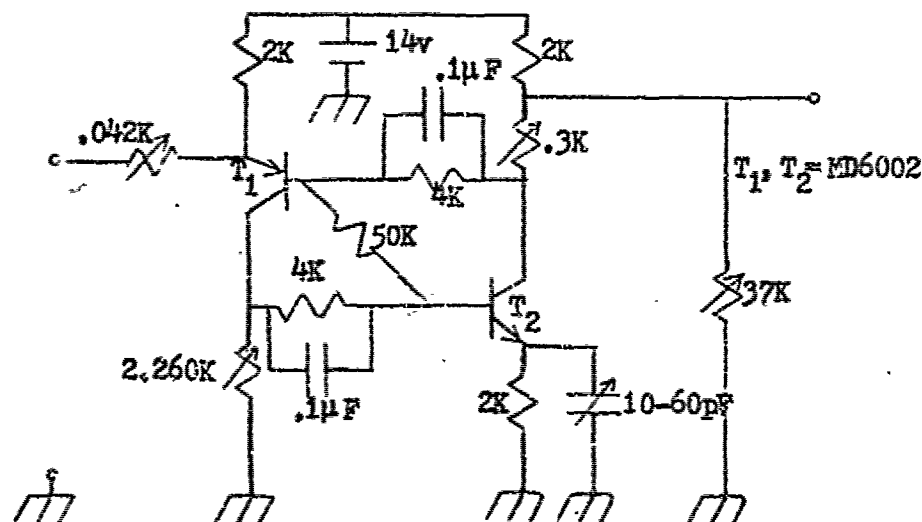 2K
14v
2K
.1µF
.042K
.3K
T1
4K
T1, T2=MD6002
50K
4K
T2
37K
2.260K
.1µF
2K
10-60pF